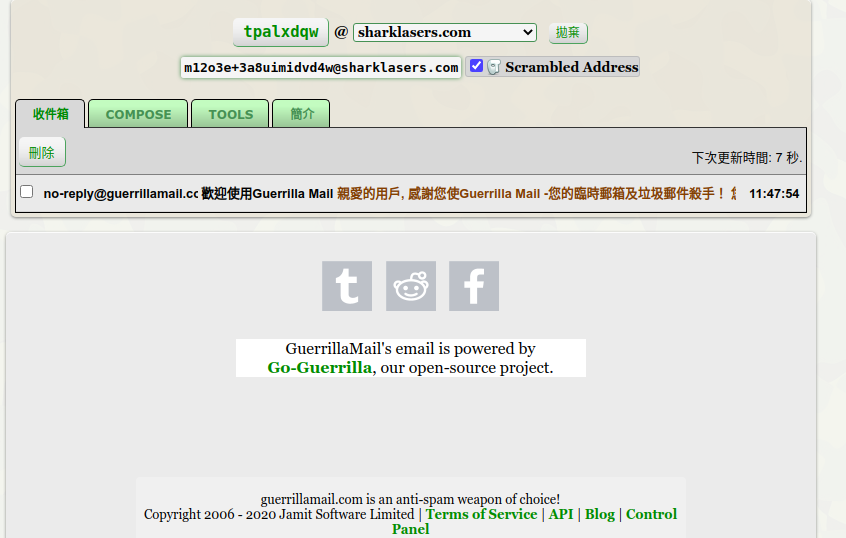 tpalxdqw @ sharklasers.com 拋棄
m12o3e+3a8uimidvd4w@sharklasers.com Scrambled Address
收件箱 COMPOSE TOOLS 簡介
刪除
下次更新時間: 7 秒.
no-reply@guerrillamail.cc 歡迎使用Guerrilla Mail 親愛的用戶, 感謝您使Guerrilla Mail -您的臨時郵箱及垃圾郵件殺手！ 11:47:54
GuerrillaMail's email is powered by
Go-Guerrilla, our open-source project.
guerrillamail.com is an anti-spam weapon of choice!
Copyright 2006 - 2020 Jamit Software Limited | Terms of Service | API | Blog | Control
Panel